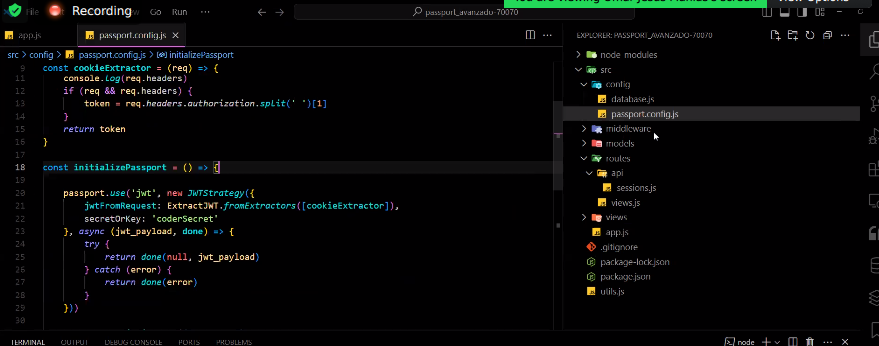 Recording
File
Go Run ···
passport_avanzado-70070
app.js
passport.config.js ×
src > config > passport.config.js > initializePassport
9 const cookieExtractor = (req) => {
11 console.log(req.headers)
12 if (req && req.headers) {
13 token = req.headers.authorization.split(' ')[1]
14 }
15 return token
16 }
17
18 const initializePassport = () => {
19
20 passport.use('jwt', new JWTStrategy({
21 jwtFromRequest: ExtractJWT.fromExtractors([cookieExtractor]),
22 secretOrKey: 'coderSecret'
23 }, async (jwt_payload, done) => {
24 try {
25 return done(null, jwt_payload)
26 } catch (error) {
27 return done(error)
28 }
29 }))
30
EXPLORER: PASSPORT_AVANZADO-70070
node_modules
src
config
database.js
passport.config.js
middleware
models
routes
api
sessions.js
views.js
views
app.js
.gitignore
package-lock.json
package.json
utils.js
TERMINAL OUTPUT DEBUG CONSOLE PORTS PROBLEMS
node